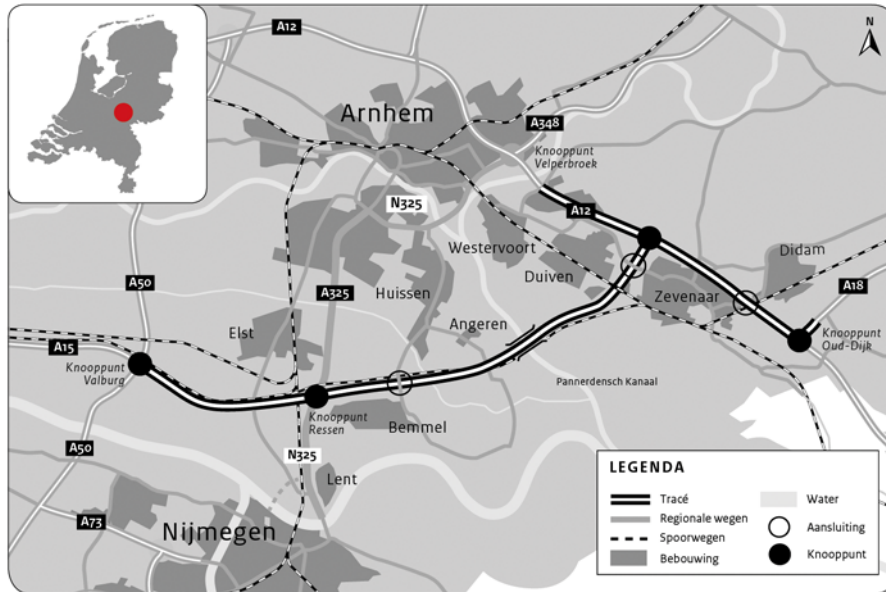 A12
N
Arnhem
A348
Knooppunt
Velperbroek
N325
A12
Westervoort
Didam
A50
Duiven
A325
Huissen
Zevenaar
A18
Elst
Angeren
A15
Knooppunt
Oud-Dijk
Knooppunt
Valburg
Pannerdensch Kanaal
Knooppunt
Ressen
Bemmel
A50
N325
Lent
A73
Nijmegen
LEGENDA
Tracé
Regionale wegen
Spoorwegen
Bebouwing
Water
Aansluiting
Knooppunt